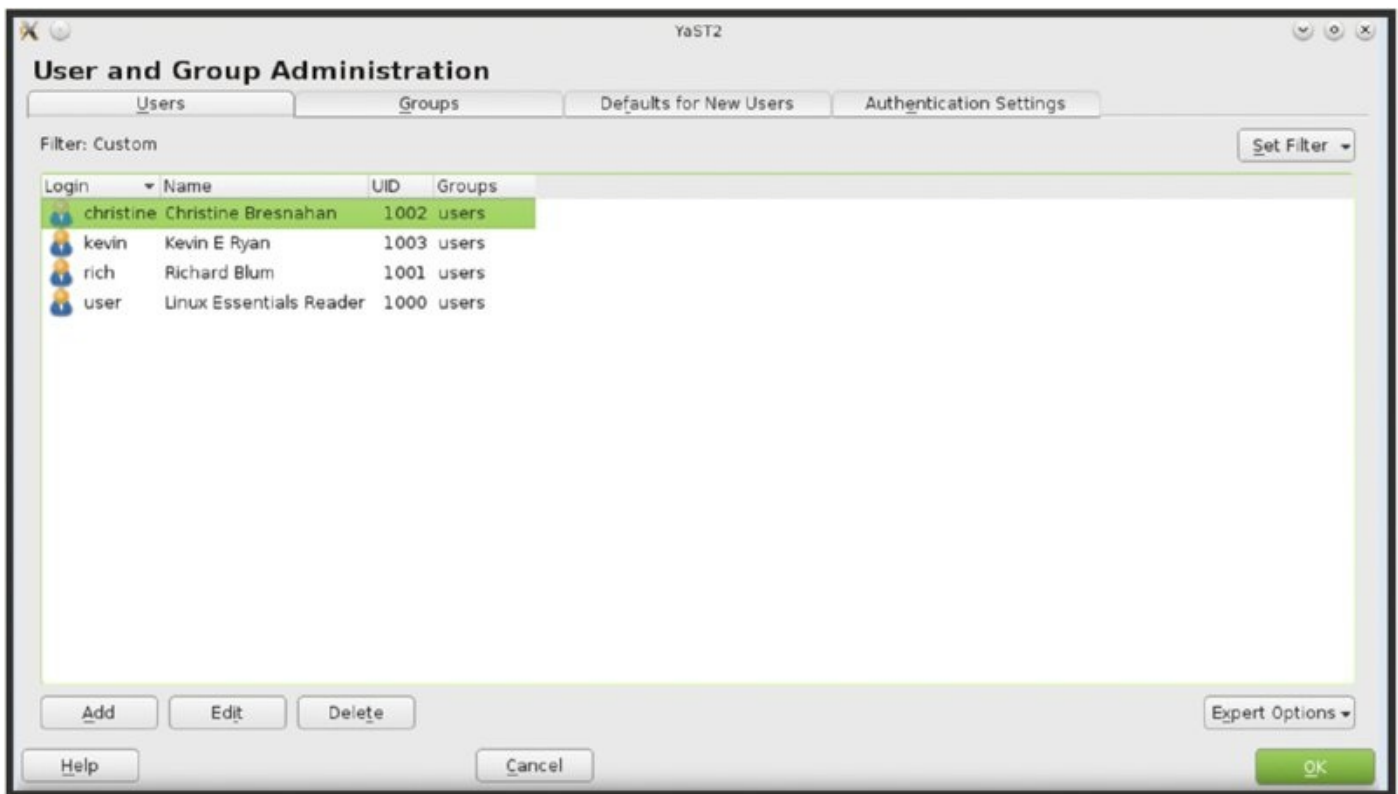 YaST2
User and Group Administration
Users Groups Defaults for New Users Authentication Settings
Filter: Custom Set Filter
Login Name UID Groups
christine Christine Bresnahan 1002 users
kevin Kevin E Ryan 1003 users
rich Richard Blum 1001 users
user Linux Essentials Reader 1000 users
Add Edit Delete Expert Options
Help Cancel OK